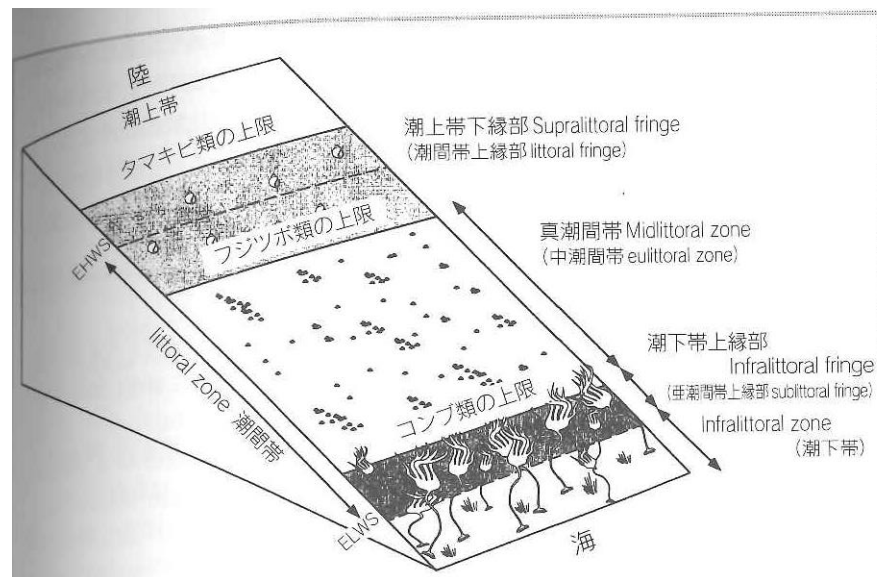 陸
潮上帯
タマキビ類の上限
潮上帯下縁部 Supralittoral fringe
(潮間帯上縁部 littoral fringe)
フジツボ類の上限
EHWS
真潮間帯 Midlittoral zone
(中潮間帯 eulittoral zone)
littoral zone 潮間帯
潮下帯上縁部
Infralittoral fringe
(亜潮間帯上縁部 sublittoral fringe)
コンブ類の上限
Infralittoral zone
(潮下帯)
ELWS
海